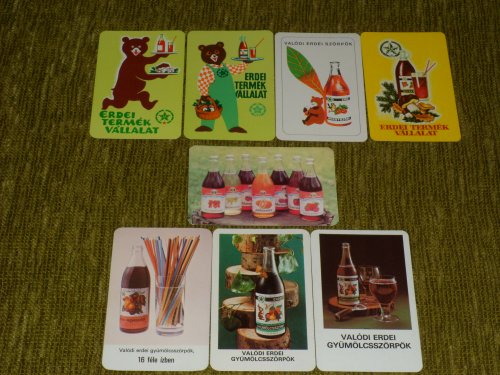 ERDEI
TERMÉK
VÁLLALAT
ERDEI
TERMÉK
VÁLLALAT
VALÓDI ERDEI SZÖRPÖK
ERDEI TERMÉK
VÁLLALAT
Valódi erdei gyümölcsszörpök,
16 féle ízben
VALÓDI ERDEI
GYÜMÖLCSSZÖRPÖK
VALÓDI ERDEI
GYÜMÖLCSSZÖRPÖK